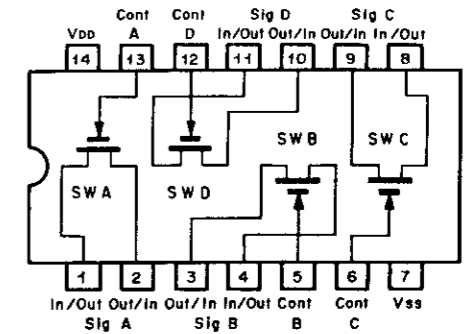 Cont Cont Sig D Sig C
VDD A D In/Out Out/In Out/In In/Out
14 13 12 11 10 9 8
SW B SW C
SW A SW D
1 2 3 4 5 6 7
In/Out Out/In Out/In In/Out Cont Cont Vss
Sig A Sig B B C